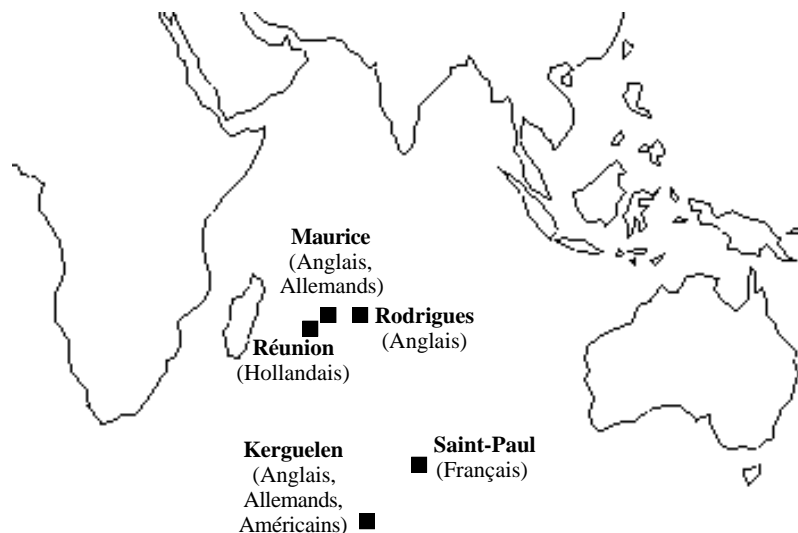 Maurice
(Anglais,
Allemands)
Rodrigues
(Anglais)
Réunion
(Hollandais)
Kerguelen
(Anglais,
Allemands,
Américains)
Saint-Paul
(Français)